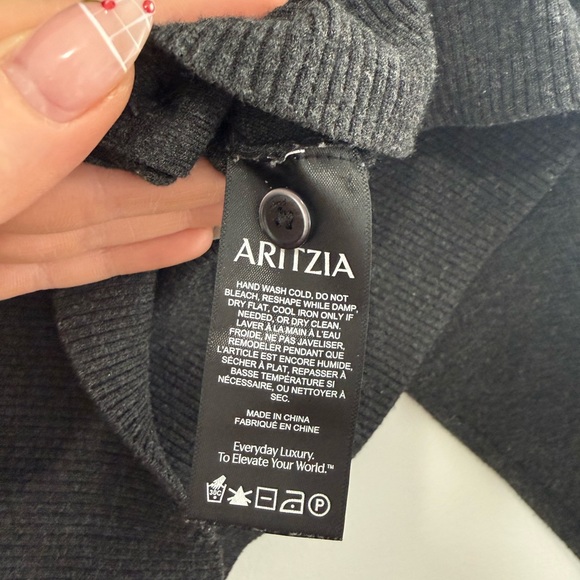 ARITZIA
HAND WASH COLD, DO NOT
BLEACH, RESHAPE WHILE DAMP,
DRY FLAT, COOL IRON ONLY IF
NEEDED, OR DRY CLEAN.
LAVER À LA MAIN À L'EAU
FROIDE, NE PAS JAVELISER,
REMODELER PENDANT QUE
L'ARTICLE EST ENCORE HUMIDE,
SÉCHER À PLAT, REPASSER À
BASSE TEMPÉRATURE SI
NÉCESSAIRE, OU NETTOYER À
SEC.
MADE IN CHINA
FABRIQUÉ EN CHINE
Everyday Luxury.
To Elevate Your World.™
30C P